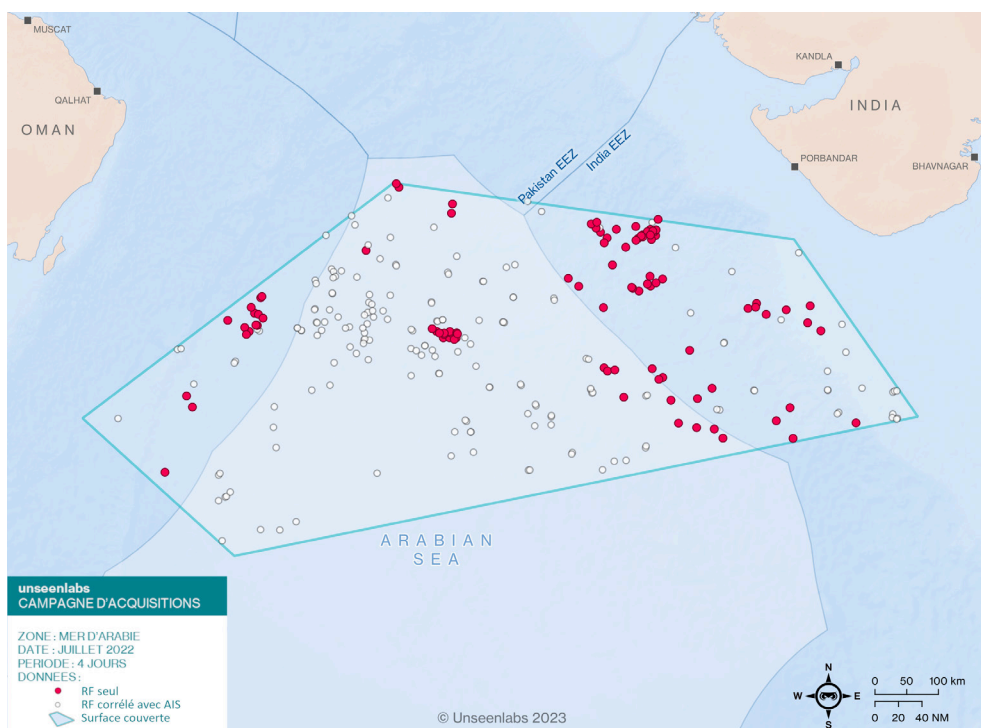 MUSCAT
KANDLA
QALHAT
INDIA
OMAN
Pakistan EEZ
India EEZ
PORBANDAR
BHAVNAGAR
ARABIAN
SEA
unseenlabs
CAMPAGNE D'ACQUISITIONS
ZONE : MER D'ARABIE
DATE : JUILLET 2022
PERIODE : 4 JOURS
DONNEES :
RF seul
RF corrélé avec AIS
Surface couverte
© Unseenlabs 2023
N
W
E
S
0 50 100 km
0 20 40 NM